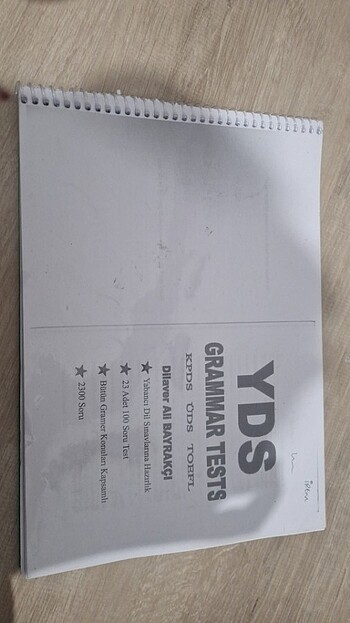 YDS
GRAMMAR TESTS
KPDS ÜDS TOEFL
Dilaver Ali BAYRAKÇI
★ Yabancı Dil Sınavlarına Hazırlık
★ 23 Adet 100 Soru Test
★ Bütün Gramer Konuları Kapsamlı
★ 2300 Soru